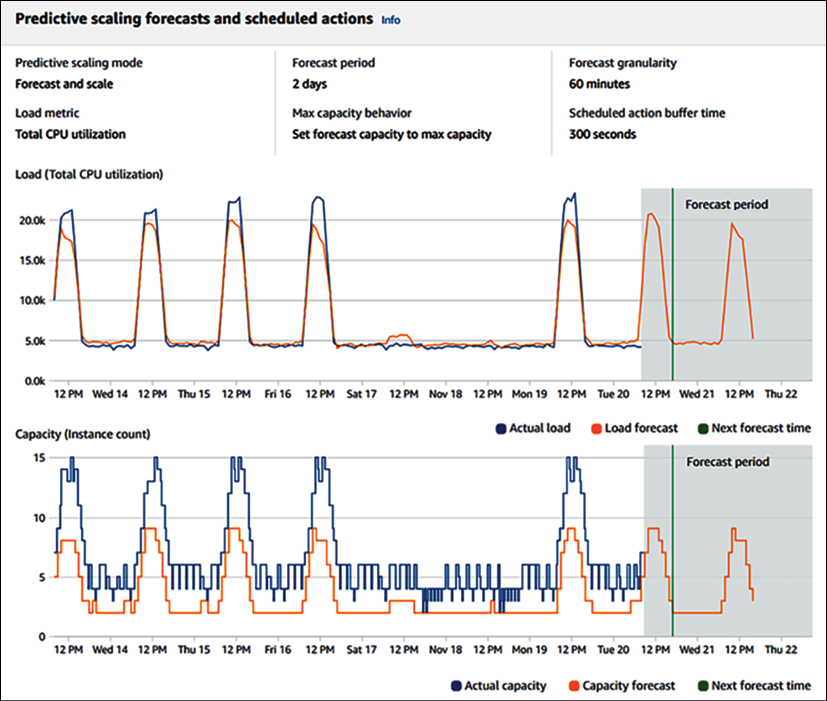 Predictive scaling forecasts and scheduled actions Info
Predictive scaling mode
Forecast and scale
Forecast period
2 days
Forecast granularity
60 minutes
Load metric
Total CPU utilization
Max capacity behavior
Set forecast capacity to max capacity
Scheduled action buffer time
300 seconds
Load (Total CPU utilization)
Forecast period
20.0k
15.0k
10.0k
5.0k
0.0k
12 PM Wed 14 12 PM Thu 15 12 PM Fri 16 12 PM Sat 17 12 PM Nov 18 12 PM Mon 19 12 PM Tue 20 12 PM Wed 21 12 PM Thu 22
Actual load Load forecast Next forecast time
Capacity (Instance count)
Forecast period
15
10
5
0
12 PM Wed 14 12 PM Thu 15 12 PM Fri 16 12 PM Sat 17 12 PM Nov 18 12 PM Mon 19 12 PM Tue 20 12 PM Wed 21 12 PM Thu 22
Actual capacity Capacity forecast Next forecast time